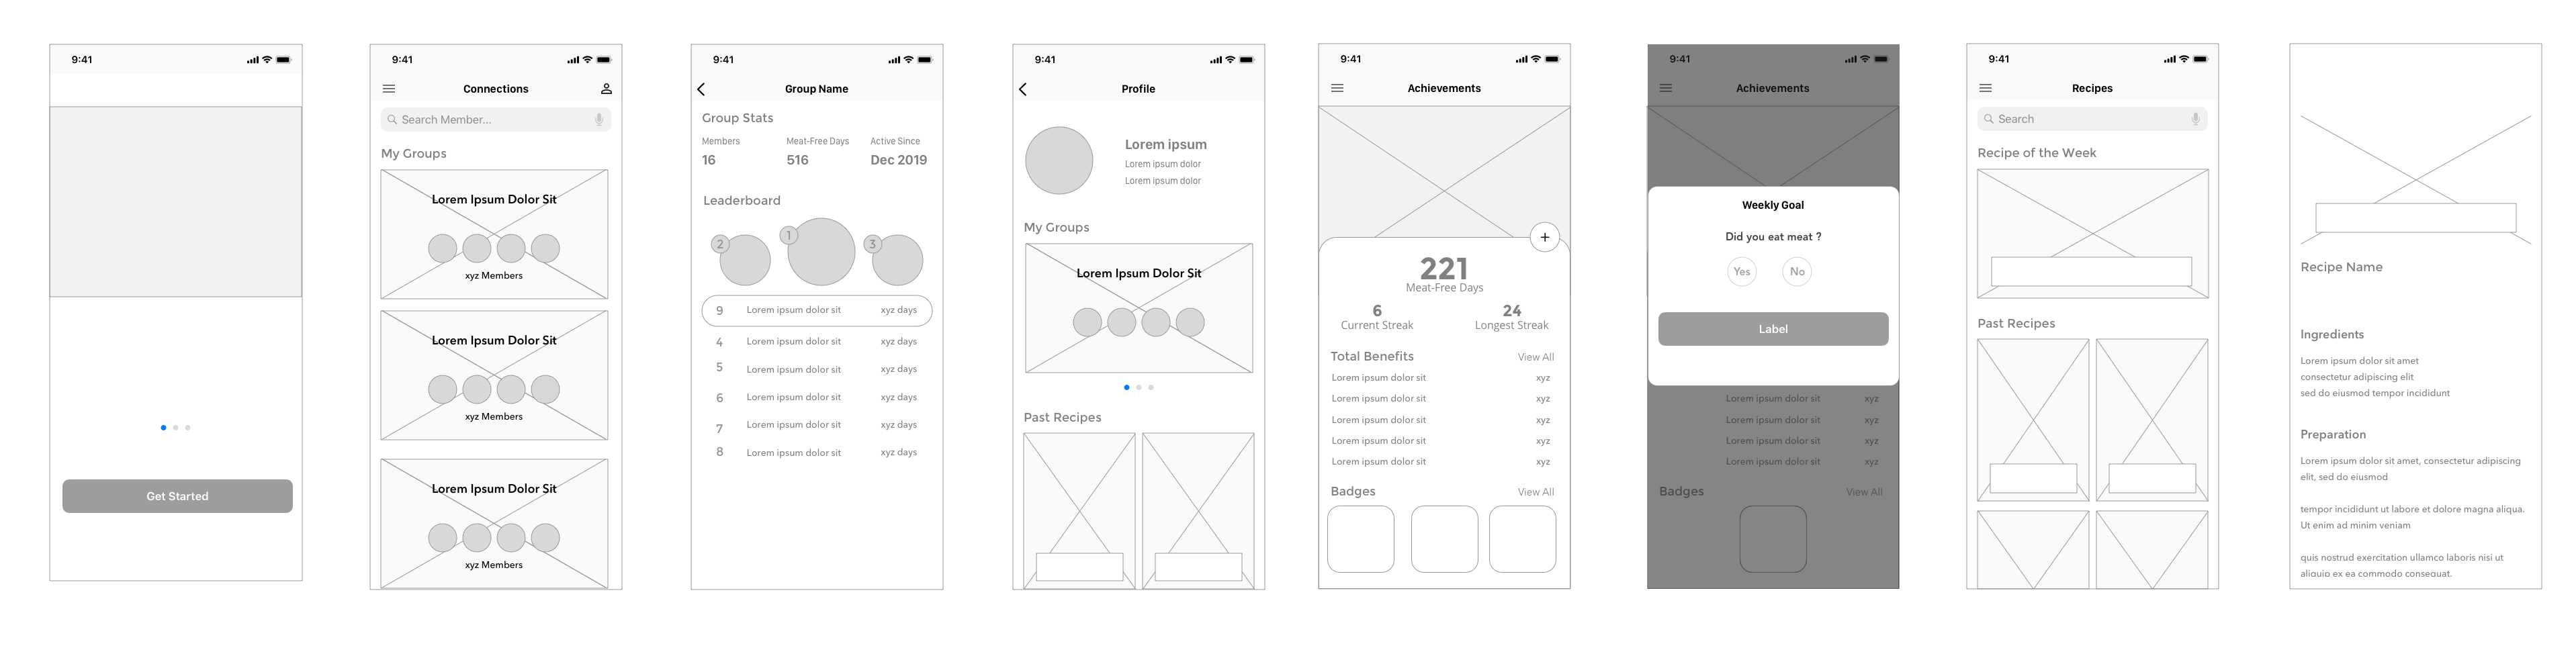 9:41
Get Started
9:41
Connections
Search Member...
My Groups
Lorem Ipsum Dolor Sit
xyz Members
Lorem Ipsum Dolor Sit
xyz Members
Lorem Ipsum Dolor Sit
xyz Members
9:41
Group Name
Group Stats
Members Meat-Free Days Active Since
16 516 Dec 2019
Leaderboard
2 1 3
9 Lorem ipsum dolor sit xyz days
4 Lorem ipsum dolor sit xyz days
5 Lorem ipsum dolor sit xyz days
6 Lorem ipsum dolor sit xyz days
7 Lorem ipsum dolor sit xyz days
8 Lorem ipsum dolor sit xyz days
9:41
Profile
Lorem ipsum
Lorem ipsum dolor
Lorem ipsum dolor
My Groups
Lorem Ipsum Dolor Sit
Past Recipes
9:41
Achievements
+
221
Meat-Free Days
6 24
Current Streak Longest Streak
Total Benefits View All
Lorem ipsum dolor sit xyz
Lorem ipsum dolor sit xyz
Lorem ipsum dolor sit xyz
Lorem ipsum dolor sit xyz
Lorem ipsum dolor sit xyz
Badges View All
9:41
Achievements
Weekly Goal
Did you eat meat ?
Yes No
Label
Lorem ipsum dolor sit xyz
Lorem ipsum dolor sit xyz
Lorem ipsum dolor sit xyz
Lorem ipsum dolor sit xyz
Badges View All
9:41
Recipes
Search
Recipe of the Week
Past Recipes
Recipe Name
Ingredients
Lorem ipsum dolor sit amet
consectetur adipiscing elit
sed do eiusmod tempor incididunt
Preparation
Lorem ipsum dolor sit amet, consectetur adipiscing
elit, sed do eiusmod
tempor incididunt ut labore et dolore magna aliqua.
Ut enim ad minim veniam
quis nostrud exercitation ullamco laboris nisi ut
aliquip ex ea commodo consequat.